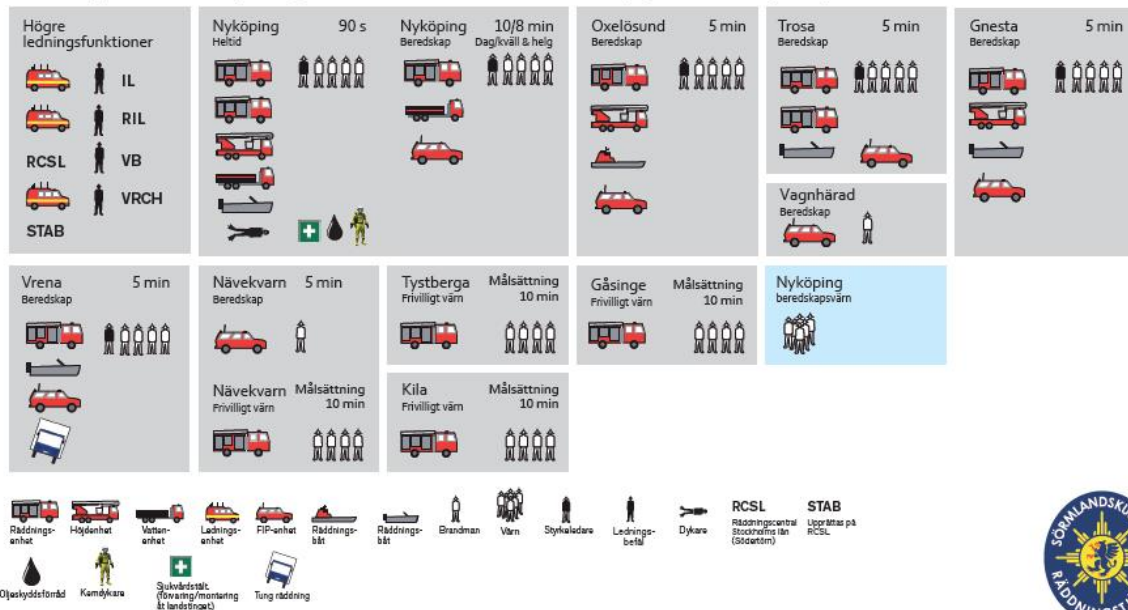 Högre
ledningsfunktioner
IL
RIL
RCSL
VB
VRCH
STAB
Nyköping 90 s
Heltid
Nyköping 10/8 min
Beredskap Dag/kväll & helg
Oxelösund 5 min
Beredskap
Trosa 5 min
Beredskap
Vagnhärad
Beredskap
Gnesta 5 min
Beredskap
Vrena 5 min
Beredskap
Nävekvarn 5 min
Beredskap
Nävekvarn Målsättning
Frivilligt värn 10 min
Tystberga Målsättning
Frivilligt värn 10 min
Kila Målsättning
Frivilligt värn 10 min
Gåsinge Målsättning
Frivilligt värn 10 min
Nyköping
beredskapsvärn
Räddnings-
enhet
Höjdenhet
Vatten-
enhet
Lednings-
enhet
FIP-enhet
Räddnings-
båt
Räddnings-
båt
Brandman
Värn
Styrkeledare
Lednings-
befäl
Dykare
RCSL
Räddningscentral
Stockholms län
(Södertörn)
STAB
Upprättas på
RCSL
Oljeskyddsförråd
Kemdykare
Sjukvårdstält.
(förvaring/montering
åt landstinget)
Tung räddning